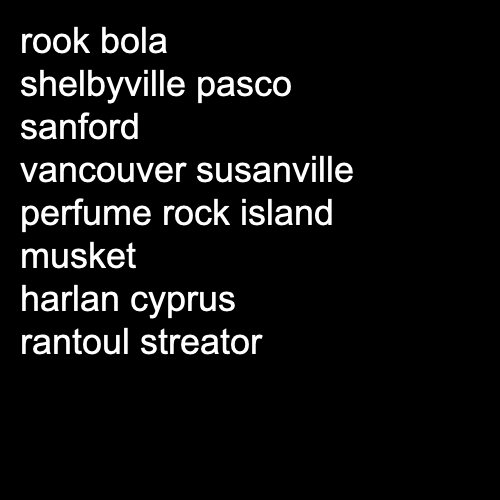 rook bola
shelbyville pasco
sanford
vancouver susanville
perfume rock island
musket
harlan cyprus
rantoul streator